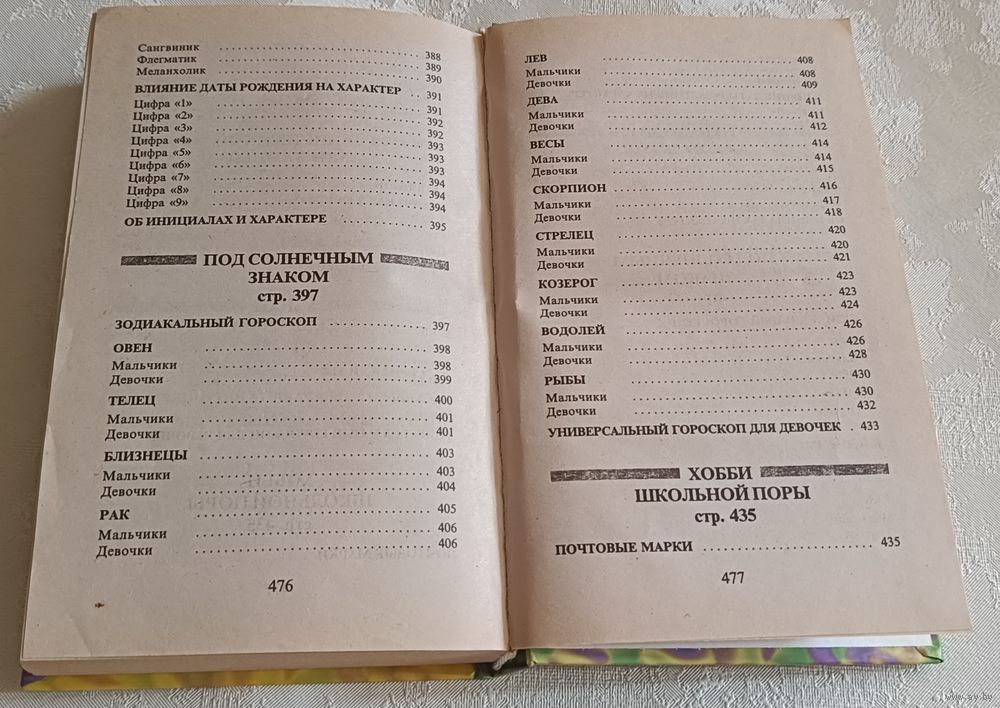 Сангвиник ........ 388
Флегматик ........ 389
Меланхолик ........ 390
ВЛИЯНИЕ ДАТЫ РОЖДЕНИЯ НА ХАРАКТЕР .. 391
Цифра «1» ........ 391
Цифра «2» ........ 392
Цифра «3» ........ 392
Цифра «4» ........ 393
Цифра «5» ........ 393
Цифра «6» ........ 393
Цифра «7» ........ 394
Цифра «8» ........ 394
Цифра «9» ........ 394
ОБ ИНИЦИАЛАХ И ХАРАКТЕРЕ ........ 395
ПОД СОЛНЕЧНЫМ
ЗНАКОМ
стр. 397
ЗОДИАКАЛЬНЫЙ ГОРОСКОП ........ 397
ОВЕН ........ 398
Мальчики ........ 398
Девочки ........ 399
ТЕЛЕЦ ........ 400
Мальчики ........ 401
Девочки ........ 401
БЛИЗНЕЦЫ ........ 403
Мальчики ........ 403
Девочки ........ 404
РАК ........ 405
Мальчики ........ 406
Девочки ........ 406
476
ЛЕВ ........ 408
Мальчики ........ 408
Девочки ........ 409
ДЕВА ........ 411
Мальчики ........ 411
Девочки ........ 412
ВЕСЫ ........ 414
Мальчики ........ 414
Девочки ........ 415
СКОРПИОН ........ 416
Мальчики ........ 417
Девочки ........ 418
СТРЕЛЕЦ ........ 420
Мальчики ........ 420
Девочки ........ 421
КОЗЕРОГ ........ 423
Мальчики ........ 423
Девочки ........ 424
ВОДОЛЕЙ ........ 426
Мальчики ........ 426
Девочки ........ 428
РЫБЫ ........ 430
Мальчики ........ 430
Девочки ........ 432
УНИВЕРСАЛЬНЫЙ ГОРОСКОП ДЛЯ ДЕВОЧЕК . 433
ХОББИ
ШКОЛЬНОЙ ПОРЫ
стр. 435
ПОЧТОВЫЕ МАРКИ ........ 435
477